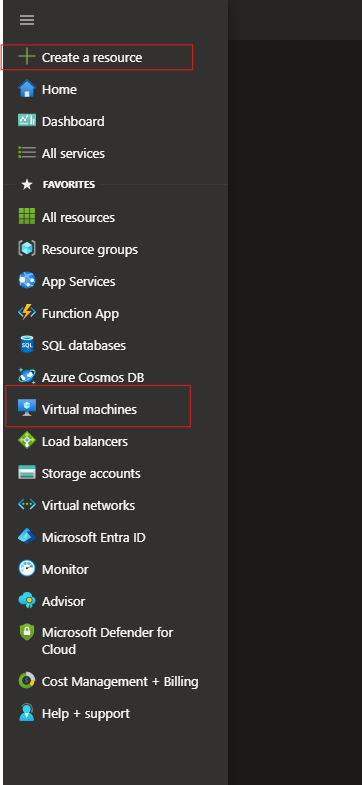 Create a resource
Home
Dashboard
All services
FAVORITES
All resources
Resource groups
App Services
Function App
SQL
SQL databases
Azure Cosmos DB
Virtual machines
Load balancers
Storage accounts
Virtual networks
Microsoft Entra ID
Monitor
Advisor
Microsoft Defender for
Cloud
Cost Management + Billing
Help + support